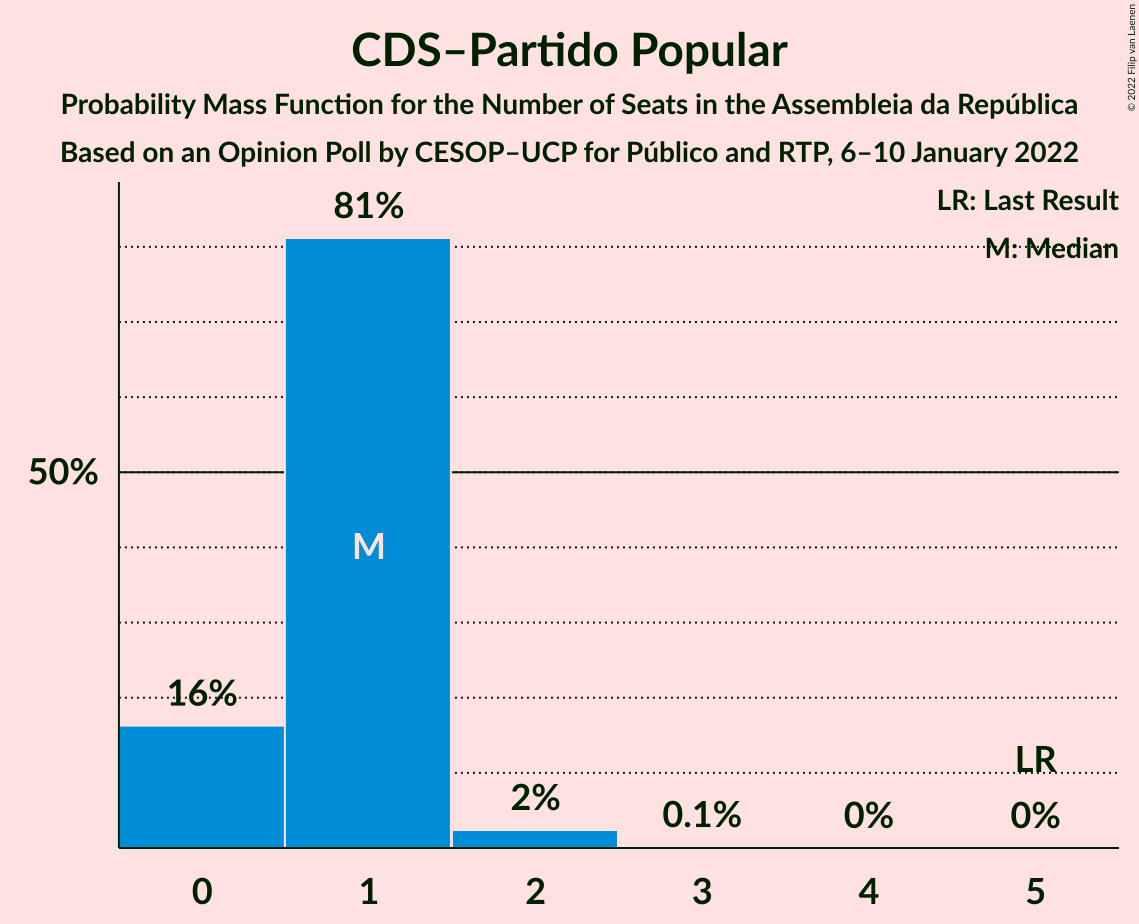 CDS–Partido Popular
Probability Mass Function for the Number of Seats in the Assembleia da República
Based on an Opinion Poll by CESOP–UCP for Público and RTP, 6–10 January 2022
© 2022 Filip van Laenen
LR: Last Result
M: Median
81%
50%
M
16%
LR
2%
0.1%
0%
0%
0
1
2
3
4
5